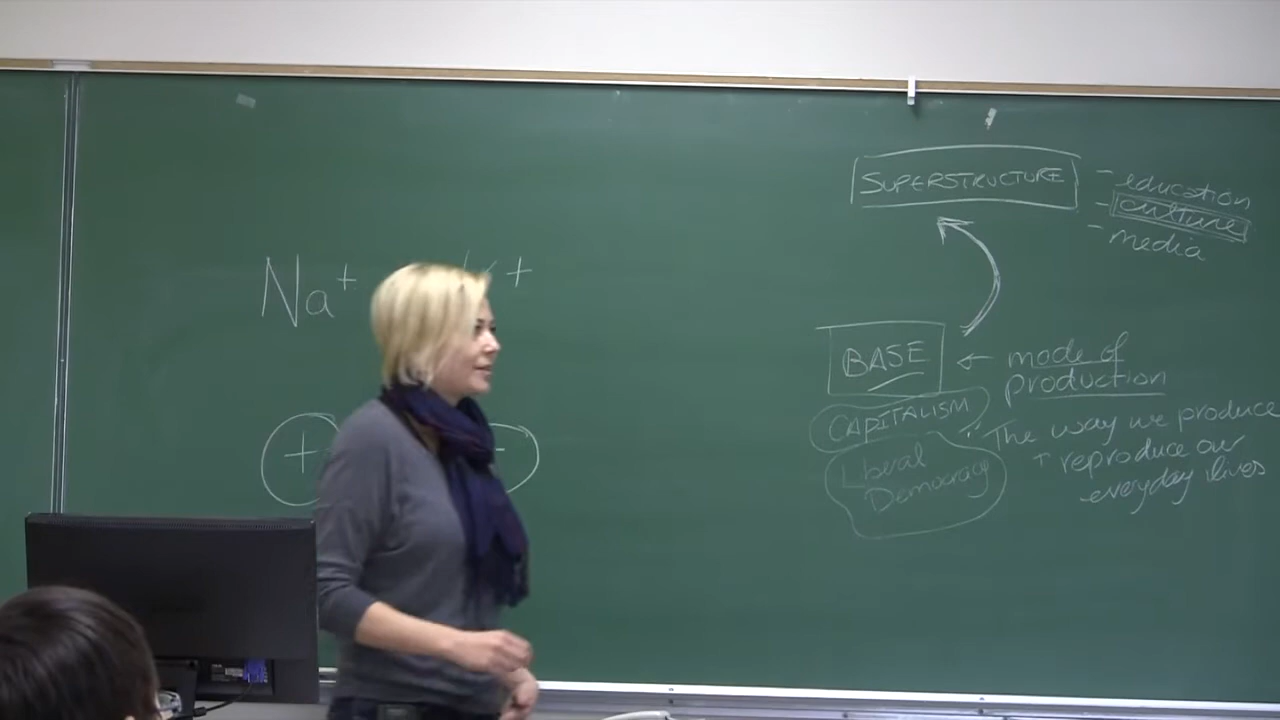 Na+
+
+
-
SUPERSTRUCTURE
- education
- culture
- media
BASE
← mode of
production
CAPITALISM
Liberal
Democracy
The way we produce
+ reproduce our
everyday lives